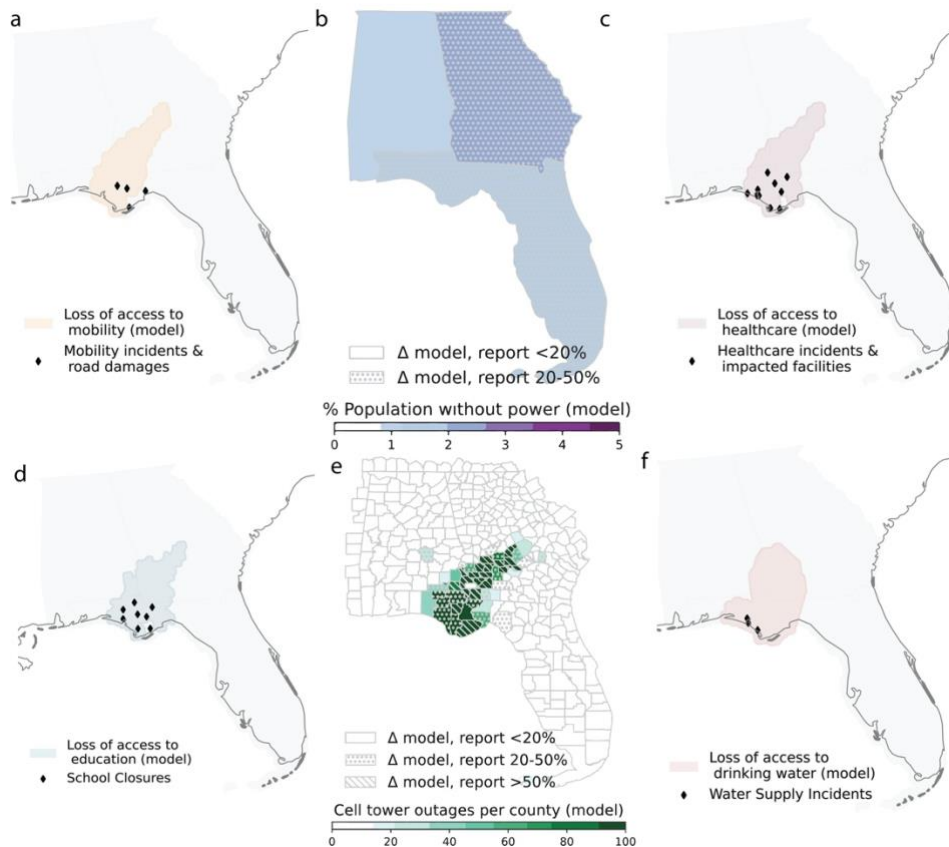 a
b
c
Loss of access to
mobility (model)
Mobility incidents &
road damages
Δ model, report <20%
Δ model, report 20-50%
% Population without power (model)
0 1 2 3 4 5
Loss of access to
healthcare (model)
Healthcare incidents &
impacted facilities
d
e
f
Loss of access to
education (model)
School Closures
Δ model, report <20%
Δ model, report 20-50%
Δ model, report >50%
Cell tower outages per county (model)
0 20 40 60 80 100
Loss of access to
drinking water (model)
Water Supply Incidents